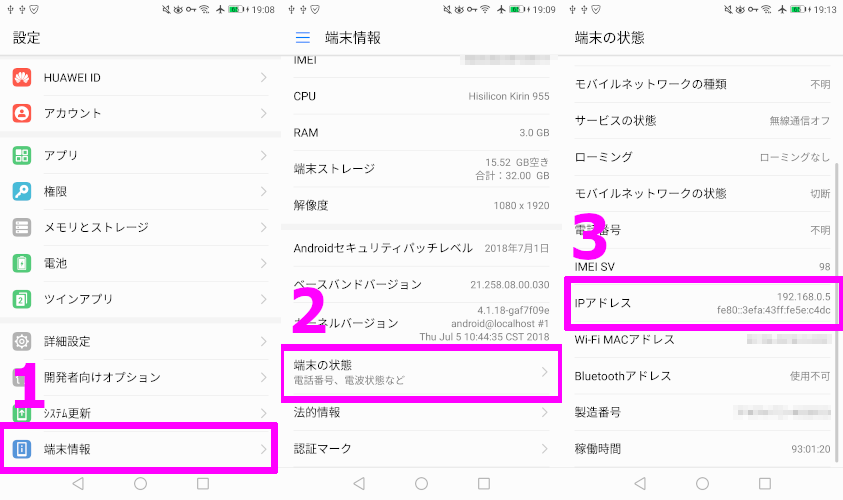 19:08
設定
HUAWEI ID
アカウント
アプリ
権限
メモリとストレージ
電池
ツインアプリ
詳細設定
開発者向けオプション
システム更新
1
端末情報
19:09
端末情報
IMEI
CPU
Hisilicon Kirin 955
RAM
3.0 GB
端末ストレージ
15.52 GB空き
合計：32.00 GB
解像度
1080 x 1920
Androidセキュリティパッチレベル
2018年7月1日
ベースバンドバージョン
21.258.08.00.030
2
カーネルバージョン
4.1.18-gaf7f09e
android@localhost #1
Thu Jul 5 10:44:35 CST 2018
端末の状態
電話番号、電波状態など
法的情報
認証マーク
19:13
端末の状態
モバイルネットワークの種類
不明
サービスの状態
無線通信オフ
ローミング
ローミングなし
モバイルネットワークの状態
切断
3
電話番号
不明
IMEI SV
98
IPアドレス
192.168.0.5
fe80::3efa:43ff:fe5e:c4dc
Wi-Fi MACアドレス
Bluetoothアドレス
使用不可
製造番号
稼働時間
93:01:20